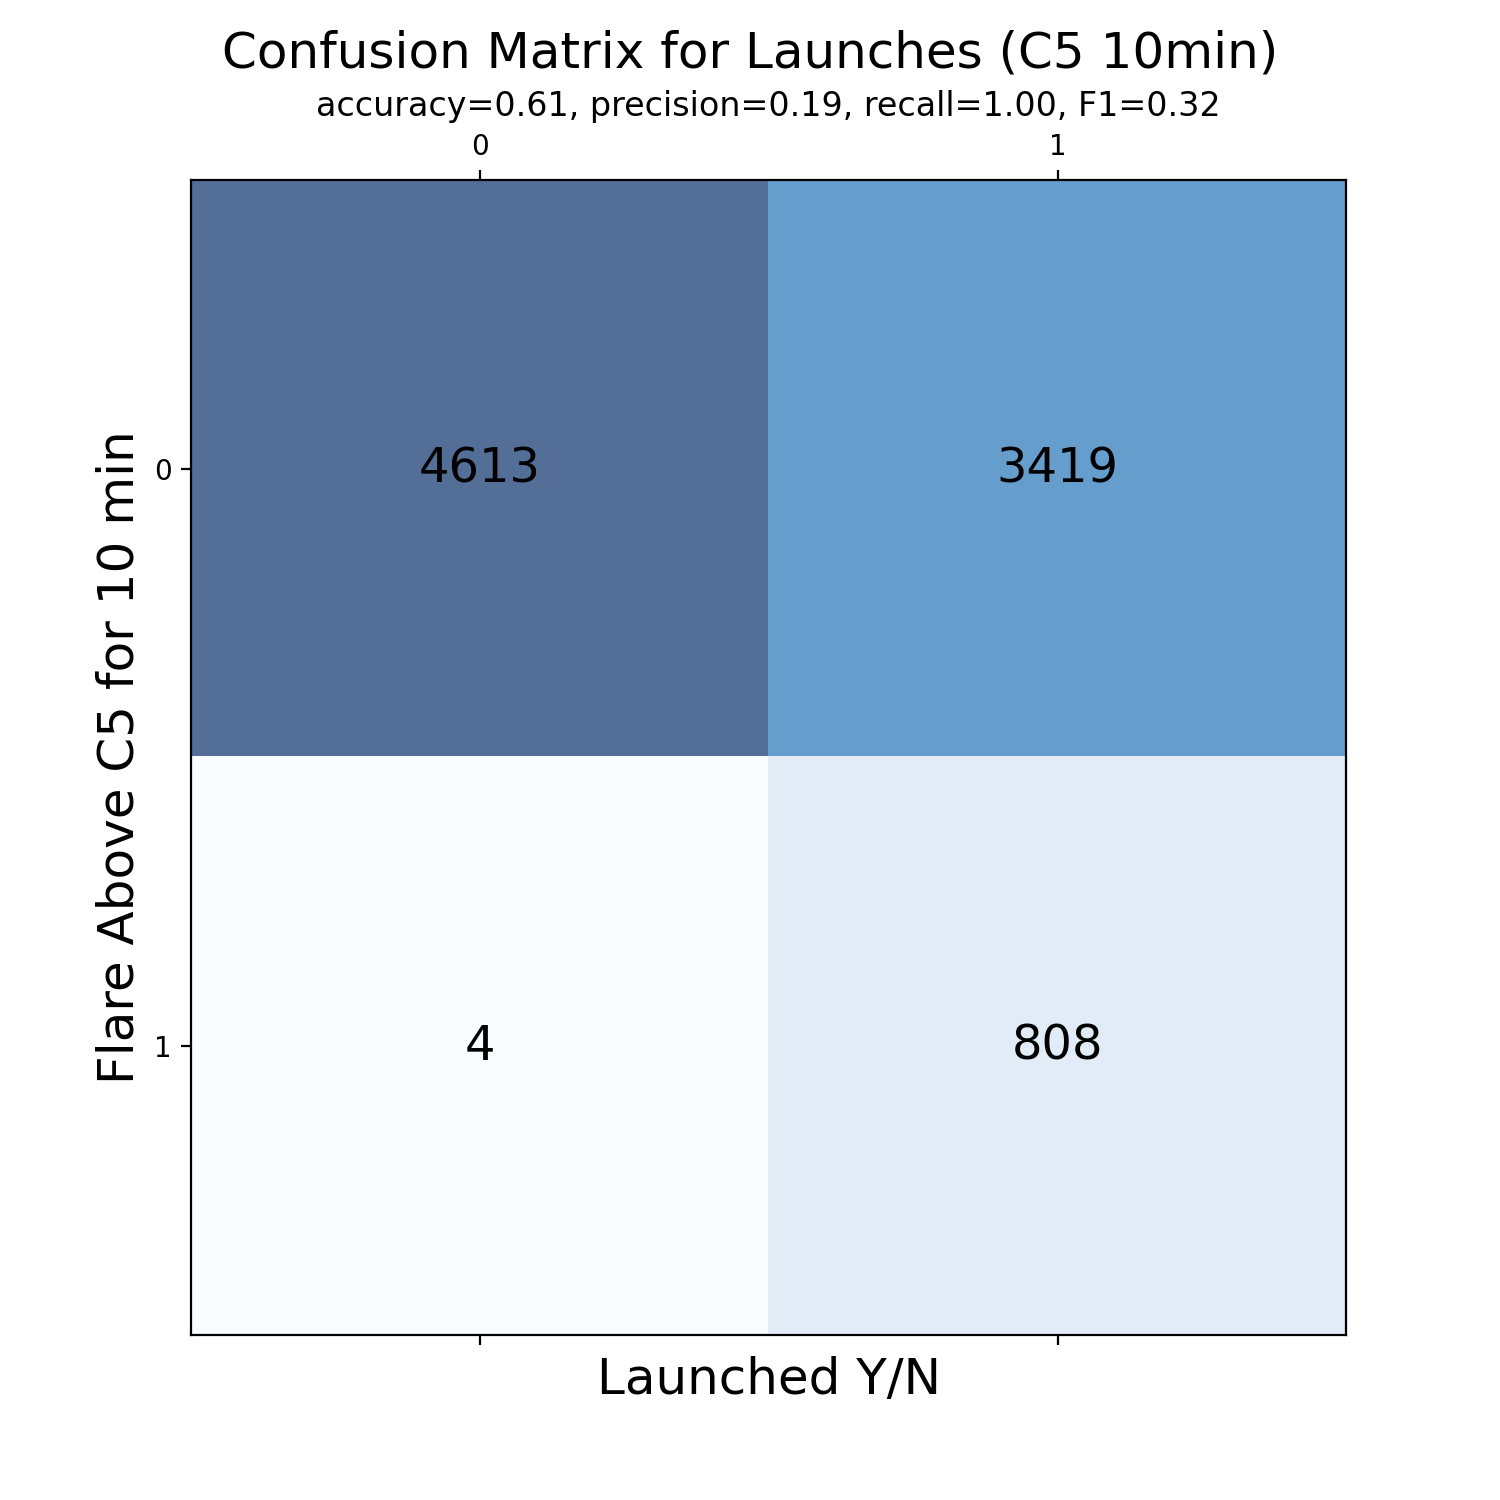 Confusion Matrix for Launches (C5 10min)
accuracy=0.61, precision=0.19, recall=1.00, F1=0.32
0 1
Flare Above C5 for 10 min
0 4613 3419
1 4 808
Launched Y/N